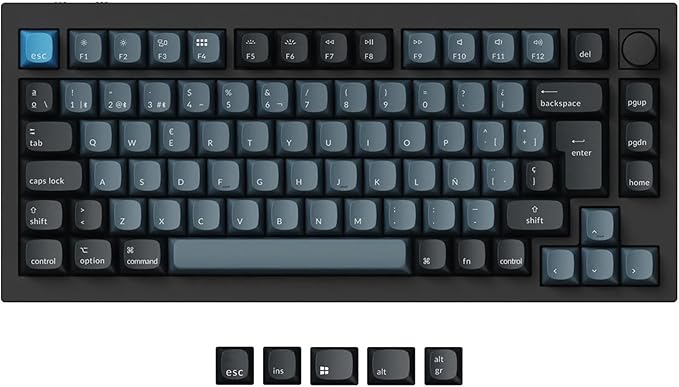 esc F1 F2 F3 F4 F5 F6 F7 F8 F9 F10 F11 F12 del
a º \ ! 1 | " 2 @ · 3 # $ 4 ~ % 5 & 6 ¬ / 7 ( 8 ) 9 = 0 ? ' ¿ ¡ backspace pgup
tab Q W € E R T Y U I O P ^ ` [ * + ] enter pgdn
caps lock A S D F G H J K L Ñ ¨ ´ { ç } home
shift > < Z X C V B N M ; , : . _ - shift
control option ⌘ command ⌘ fn control
esc ins alt alt gr